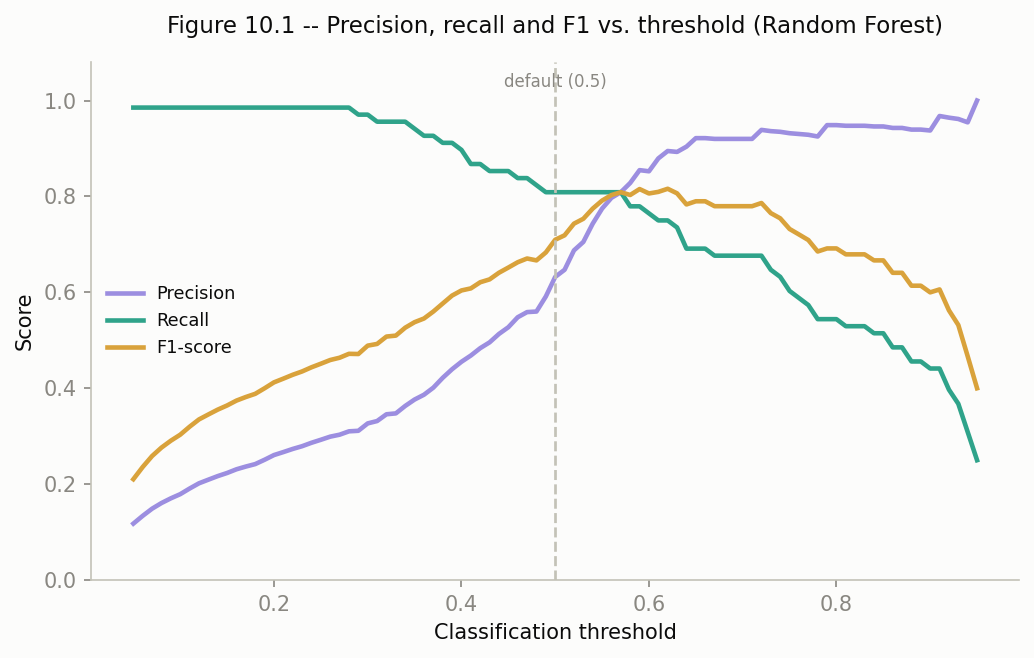 Figure 10.1 -- Precision, recall and F1 vs. threshold (Random Forest)
default (0.5)
1.0
0.8
0.6
0.4
0.2
0.0
Score
Precision
Recall
F1-score
0.2
0.4
0.6
0.8
Classification threshold